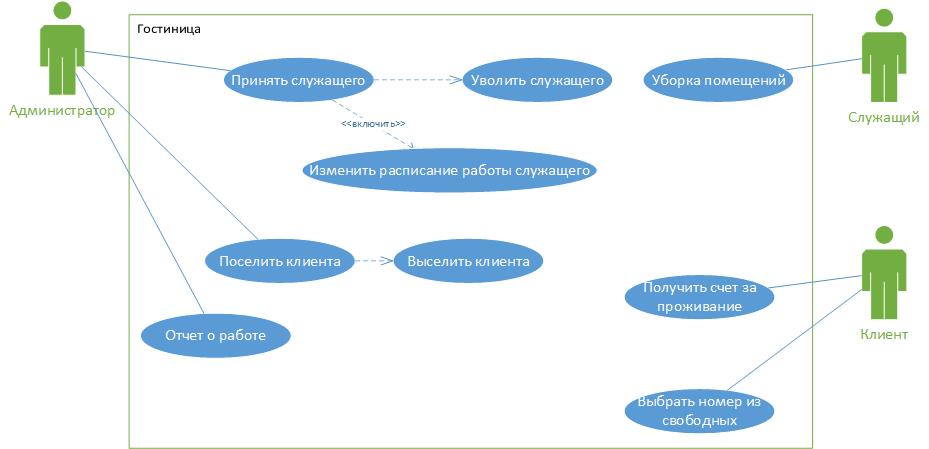 Гостиница
Принять служащего
Уволить служащего
Уборка помещений
Администратор
Служащий
<<включить>>
Изменить расписание работы служащего
Поселить клиента
Выселить клиента
Получить счет за
проживание
Отчет о работе
Клиент
Выбрать номер из
свободных